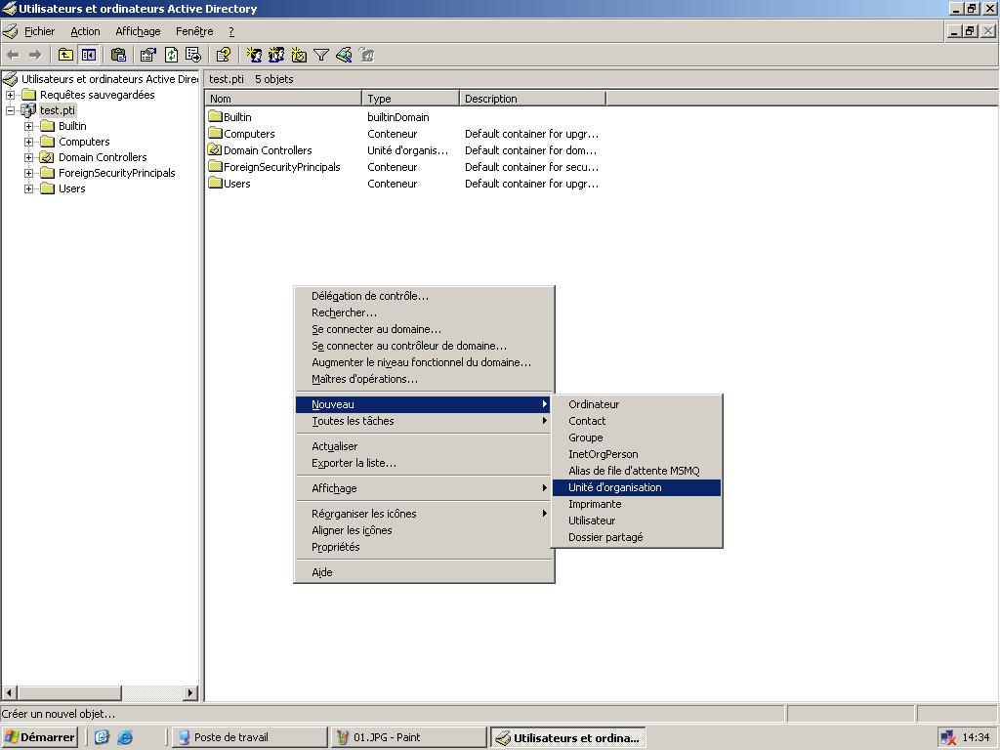 Utilisateurs et ordinateurs Active Directory
Fichier Action Affichage Fenêtre ?
Utilisateurs et ordinateurs Active Dire
Requêtes sauvegardées
test.pti
Builtin
Computers
Domain Controllers
ForeignSecurityPrincipals
Users
test.pti 5 objets
Nom Type Description
Builtin builtinDomain
Computers Conteneur Default container for upgr...
Domain Controllers Unité d'organis... Default container for dom...
ForeignSecurityPrincipals Conteneur Default container for secu...
Users Conteneur Default container for upgr...
Délégation de contrôle...
Rechercher...
Se connecter au domaine...
Se connecter au contrôleur de domaine...
Augmenter le niveau fonctionnel du domaine...
Maîtres d'opérations...
Nouveau
Toutes les tâches
Actualiser
Exporter la liste...
Affichage
Réorganiser les icônes
Aligner les icônes
Propriétés
Aide
Ordinateur
Contact
Groupe
InetOrgPerson
Alias de file d'attente MSMQ
Unité d'organisation
Imprimante
Utilisateur
Dossier partagé
Créer un nouvel objet...
Démarrer Poste de travail 01.JPG - Paint Utilisateurs et ordina... 14:34